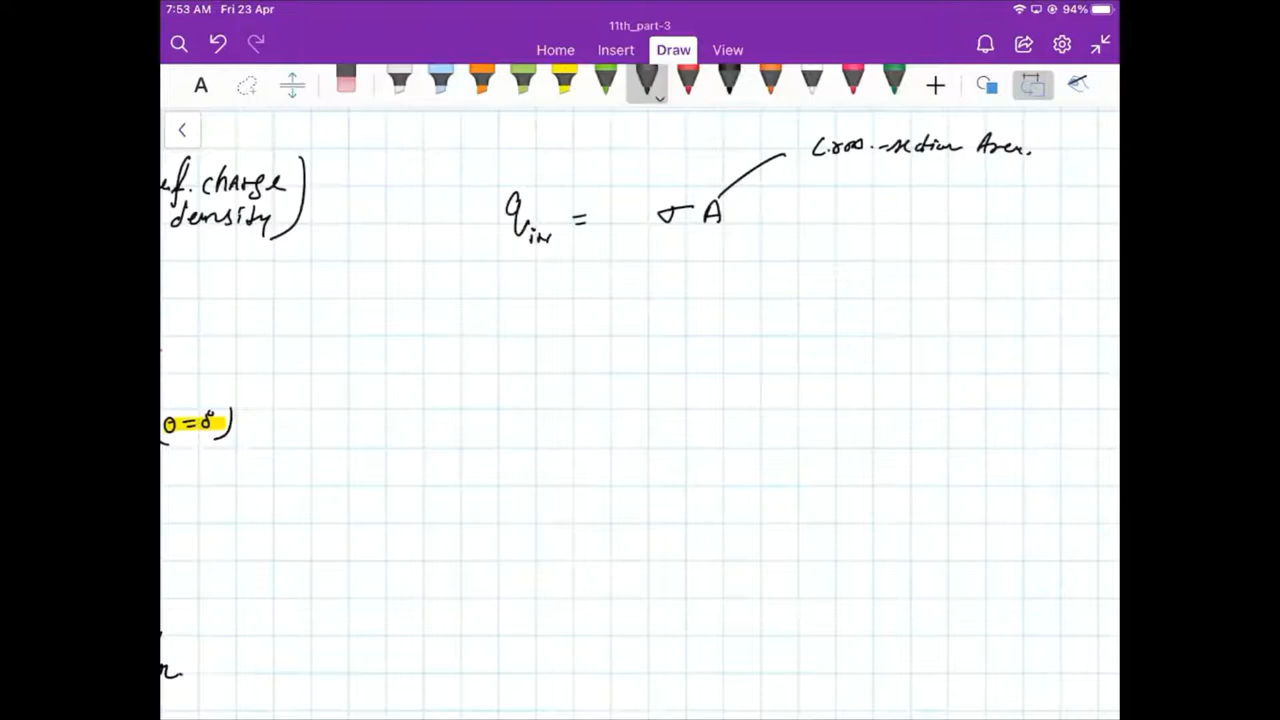 7:53 AM Fri 23 Apr
94%
11th_part-3
Home Insert Draw View
A
Cross-section Area.
charge
density)
q_in = σA
(θ = 0°)